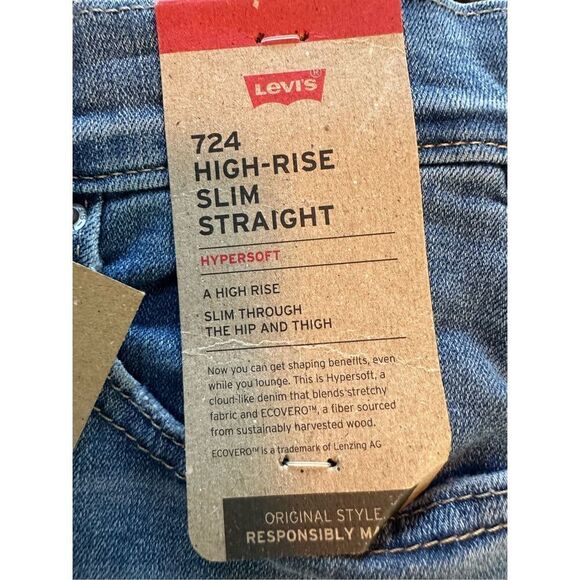 Levi's®
724
HIGH-RISE
SLIM
STRAIGHT
HYPERSOFT
A HIGH RISE
SLIM THROUGH
THE HIP AND THIGH
Now you can get shaping benefits, even
while you lounge. This is Hypersoft, a
cloud-like denim that blends stretchy
fabric and ECOVERO™, a fiber sourced
from sustainably harvested wood.
ECOVERO™ is a trademark of Lenzing AG
ORIGINAL STYLE,
RESPONSIBLY